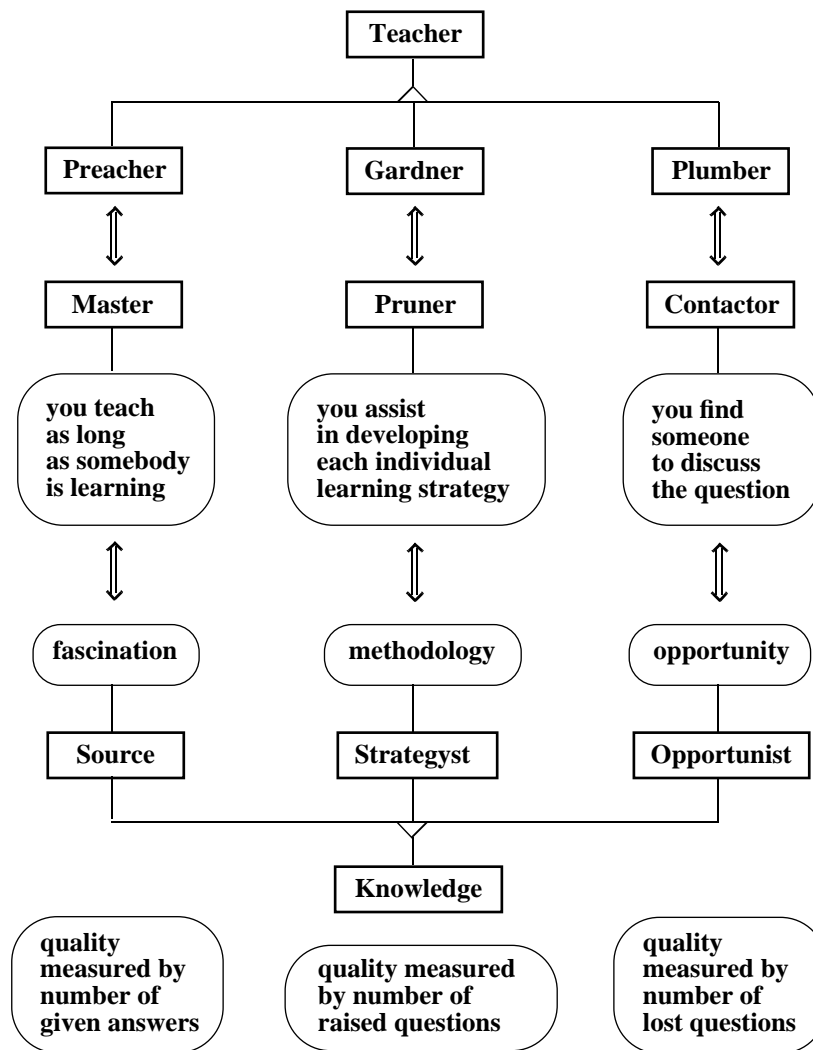 Teacher
Preacher
Gardner
Plumber
Master
Pruner
Contactor
you teach
as long
as somebody
is learning
you assist
in developing
each individual
learning strategy
you find
someone
to discuss
the question
fascination
methodology
opportunity
Source
Strategyst
Opportunist
Knowledge
quality
measured by
number of
given answers
quality measured
by number of
raised questions
quality
measured by
number of
lost questions